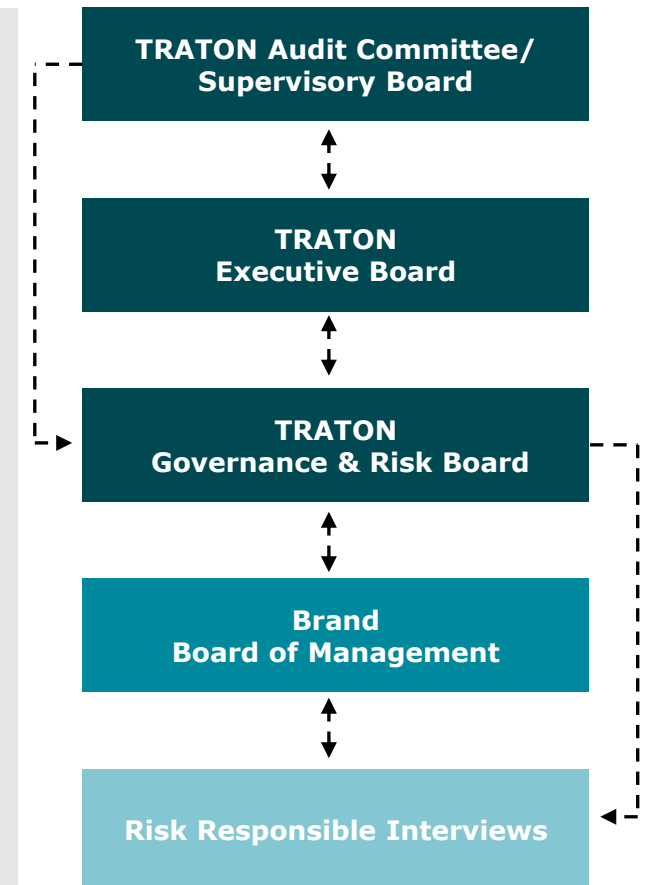 TRATON Audit Committee/
Supervisory Board
TRATON
Executive Board
TRATON
Governance & Risk Board
Brand
Board of Management
Risk Responsible Interviews